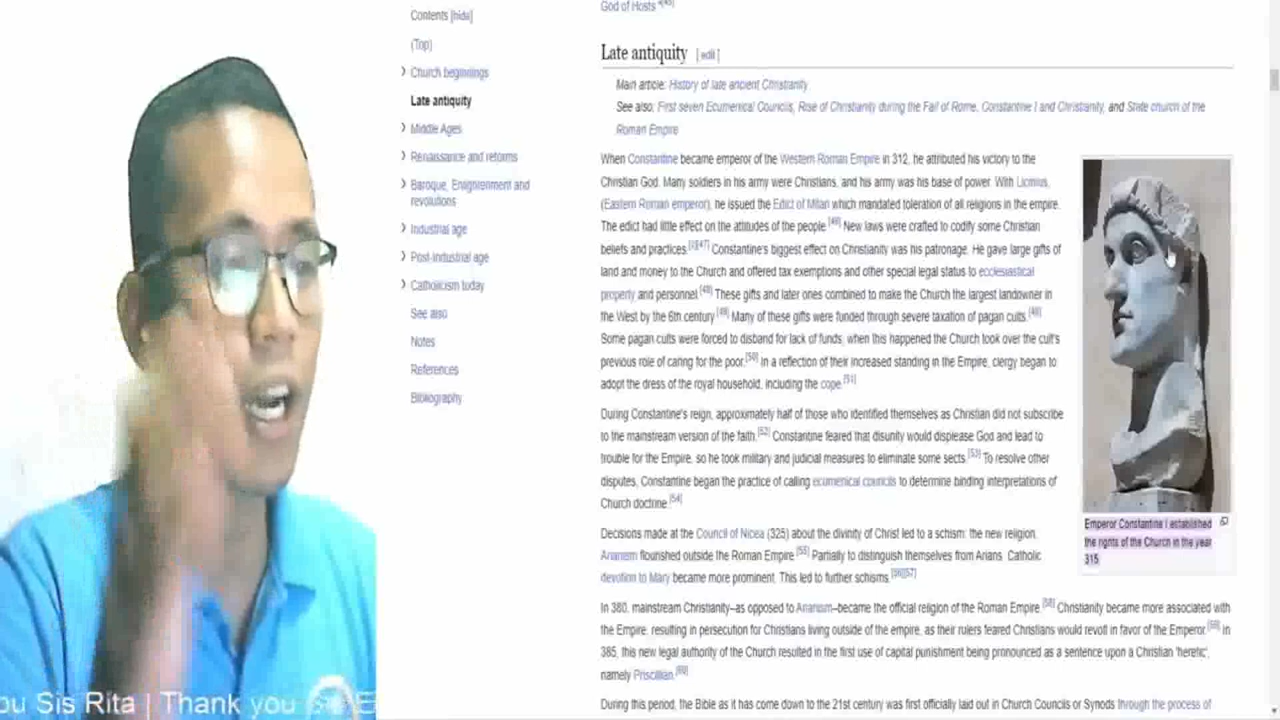 God of Hosts
Contents [hide]
(Top)
Church beginnings
Late antiquity
Middle Ages
Renaissance and reforms
Baroque, Enlightenment and
revolutions
Industrial age
Post-industrial age
Catholicism today
See also
Notes
References
Bibliography
Late antiquity [edit]
Main article: History of late ancient Christianity
See also: First seven Ecumenical Councils, Rise of Christianity during the Fall of Rome, Constantine I and Christianity, and State church of the
Roman Empire
When Constantine became emperor of the Western Roman Empire in 312, he attributed his victory to the
Christian God. Many soldiers in his army were Christians, and his army was his base of power. With Licinius,
(Eastern Roman emperor), he issued the Edict of Milan which mandated toleration of all religions in the empire.
The edict had little effect on the attitudes of the people.[46] New laws were crafted to codify some Christian
beliefs and practices.[47] Constantine's biggest effect on Christianity was his patronage. He gave large gifts of
land and money to the Church and offered tax exemptions and other special legal status to ecclesiastical
property and personnel.[48] These gifts and later ones combined to make the Church the largest landowner in
the West by the 6th century.[49] Many of these gifts were funded through severe taxation of pagan cults.[48]
Some pagan cults were forced to disband for lack of funds; when this happened the Church took over the cult's
previous role of caring for the poor.[50] In a reflection of their increased standing in the Empire, clergy began to
adopt the dress of the royal household, including the cope.[51]
During Constantine's reign, approximately half of those who identified themselves as Christian did not subscribe
to the mainstream version of the faith.[52] Constantine feared that disunity would displease God and lead to
trouble for the Empire, so he took military and judicial measures to eliminate some sects.[53] To resolve other
disputes, Constantine began the practice of calling ecumenical councils to determine binding interpretations of
Church doctrine.[54]
Decisions made at the Council of Nicea (325) about the divinity of Christ led to a schism; the new religion,
Arianism flourished outside the Roman Empire.[55] Partially to distinguish themselves from Arians, Catholic
devotion to Mary became more prominent. This led to further schisms.[56][57]
In 380, mainstream Christianity–as opposed to Arianism–became the official religion of the Roman Empire.[58] Christianity became more associated with
the Empire, resulting in persecution for Christians living outside of the empire, as their rulers feared Christians would revolt in favor of the Emperor.[59] In
385, this new legal authority of the Church resulted in the first use of capital punishment being pronounced as a sentence upon a Christian 'heretic',
namely Priscillian.[60]
During this period, the Bible as it has come down to the 21st century was first officially laid out in Church Councils or Synods through the process of
Emperor Constantine I established
the rights of the Church in the year
315
ou Sis Rita | Thank you